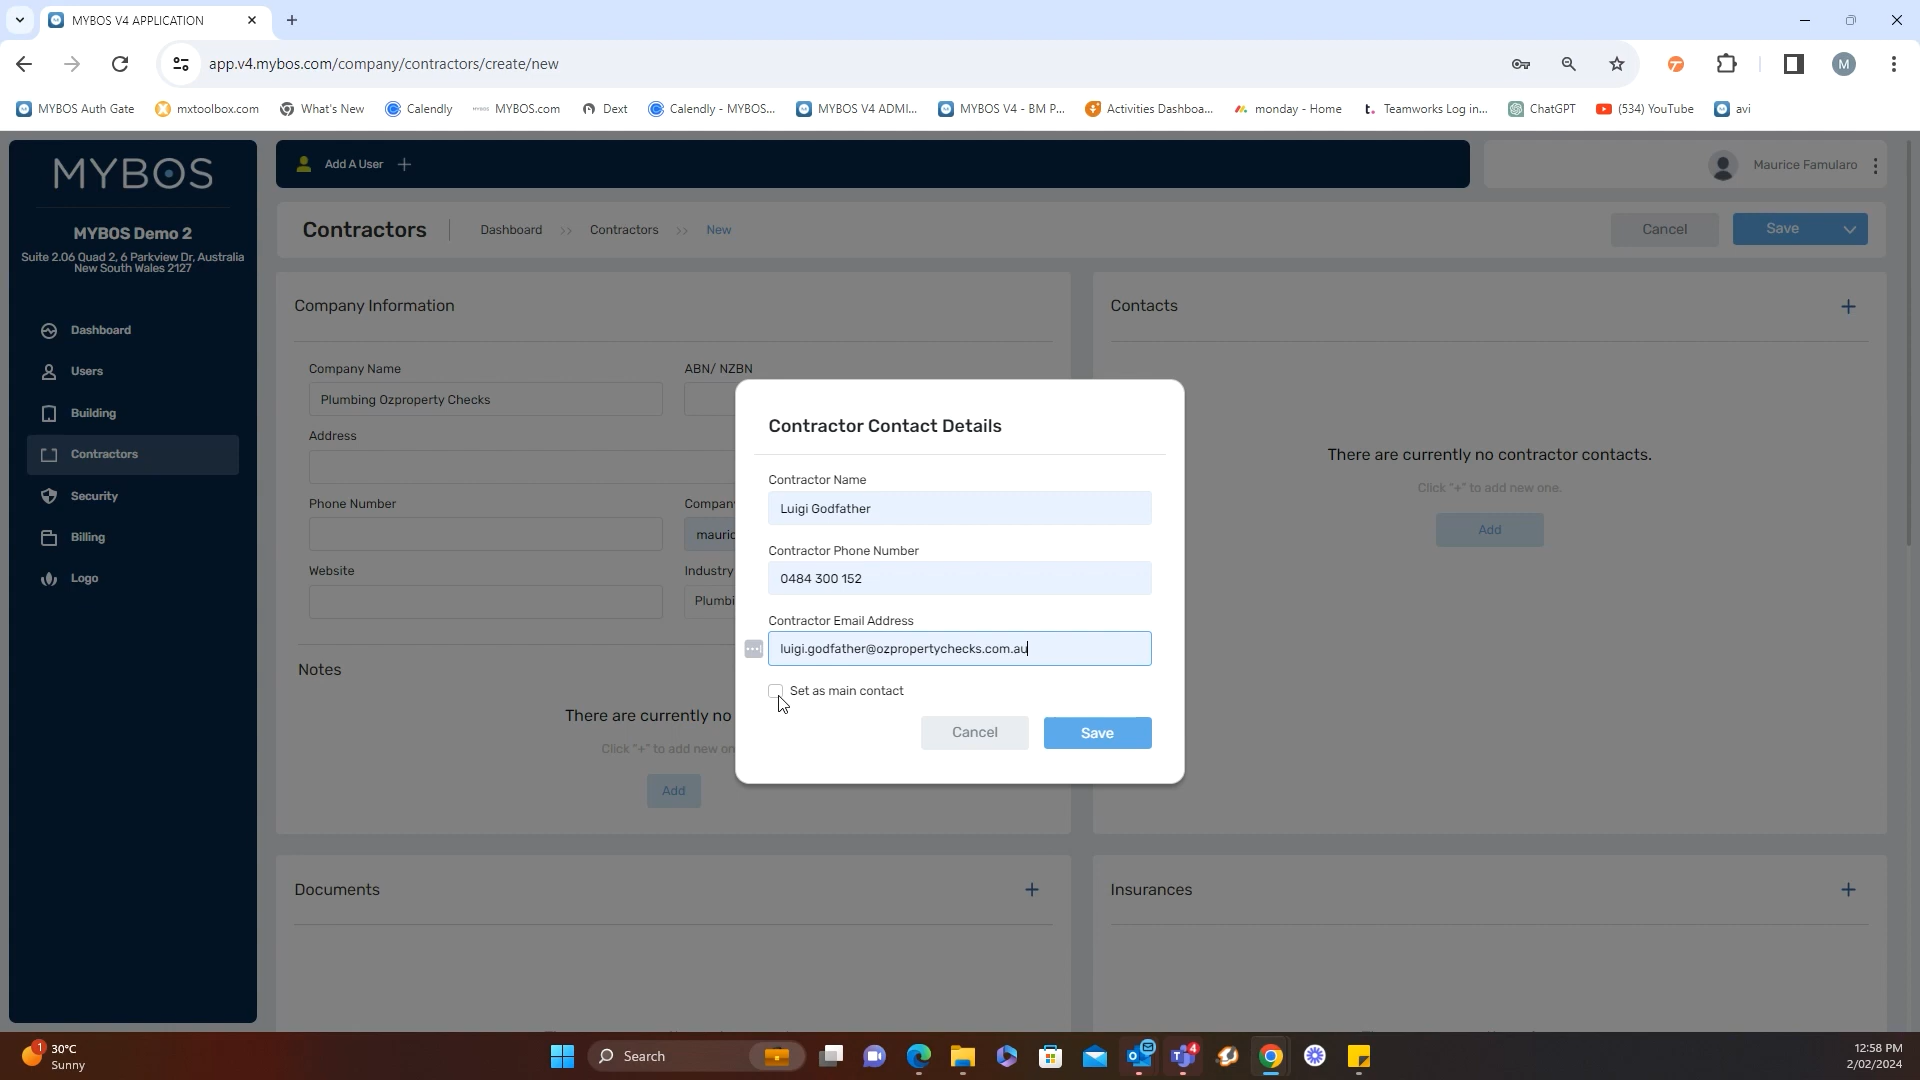 MYBOS V4 APPLICATION
app.v4.mybos.com/company/contractors/create/new
M
MYBOS Auth Gate
mxtoolbox.com
What's New
Calendly
MYBOS.com
Dext
Calendly - MYBOS...
MYBOS V4 ADMI...
MYBOS V4 - BM P...
Activities Dashboa...
monday - Home
Teamworks Log in...
ChatGPT
(534) YouTube
avi
MYBOS
MYBOS Demo 2
Suite 2.06 Quad 2, 6 Parkview Dr, Australia
New South Wales 2127
Dashboard
Users
Building
Contractors
Security
Billing
Logo
Add A User
Maurice Famularo
Contractors
Dashboard >> Contractors >> New
Cancel
Save
Company Information
Company Name
Plumbing Ozproperty Checks
ABN/ NZBN
Address
Phone Number
Company
mauric
Website
Industry
Plumbi
Notes
There are currently no
Click "+" to add new on
Add
Contacts
There are currently no contractor contacts.
Click "+" to add new one.
Add
Contractor Contact Details
Contractor Name
Luigi Godfather
Contractor Phone Number
0484 300 152
Contractor Email Address
luigi.godfather@ozpropertychecks.com.au
Set as main contact
Cancel
Save
Documents
Insurances
1
30°C
Sunny
Search
4
12:58 PM
2/02/2024